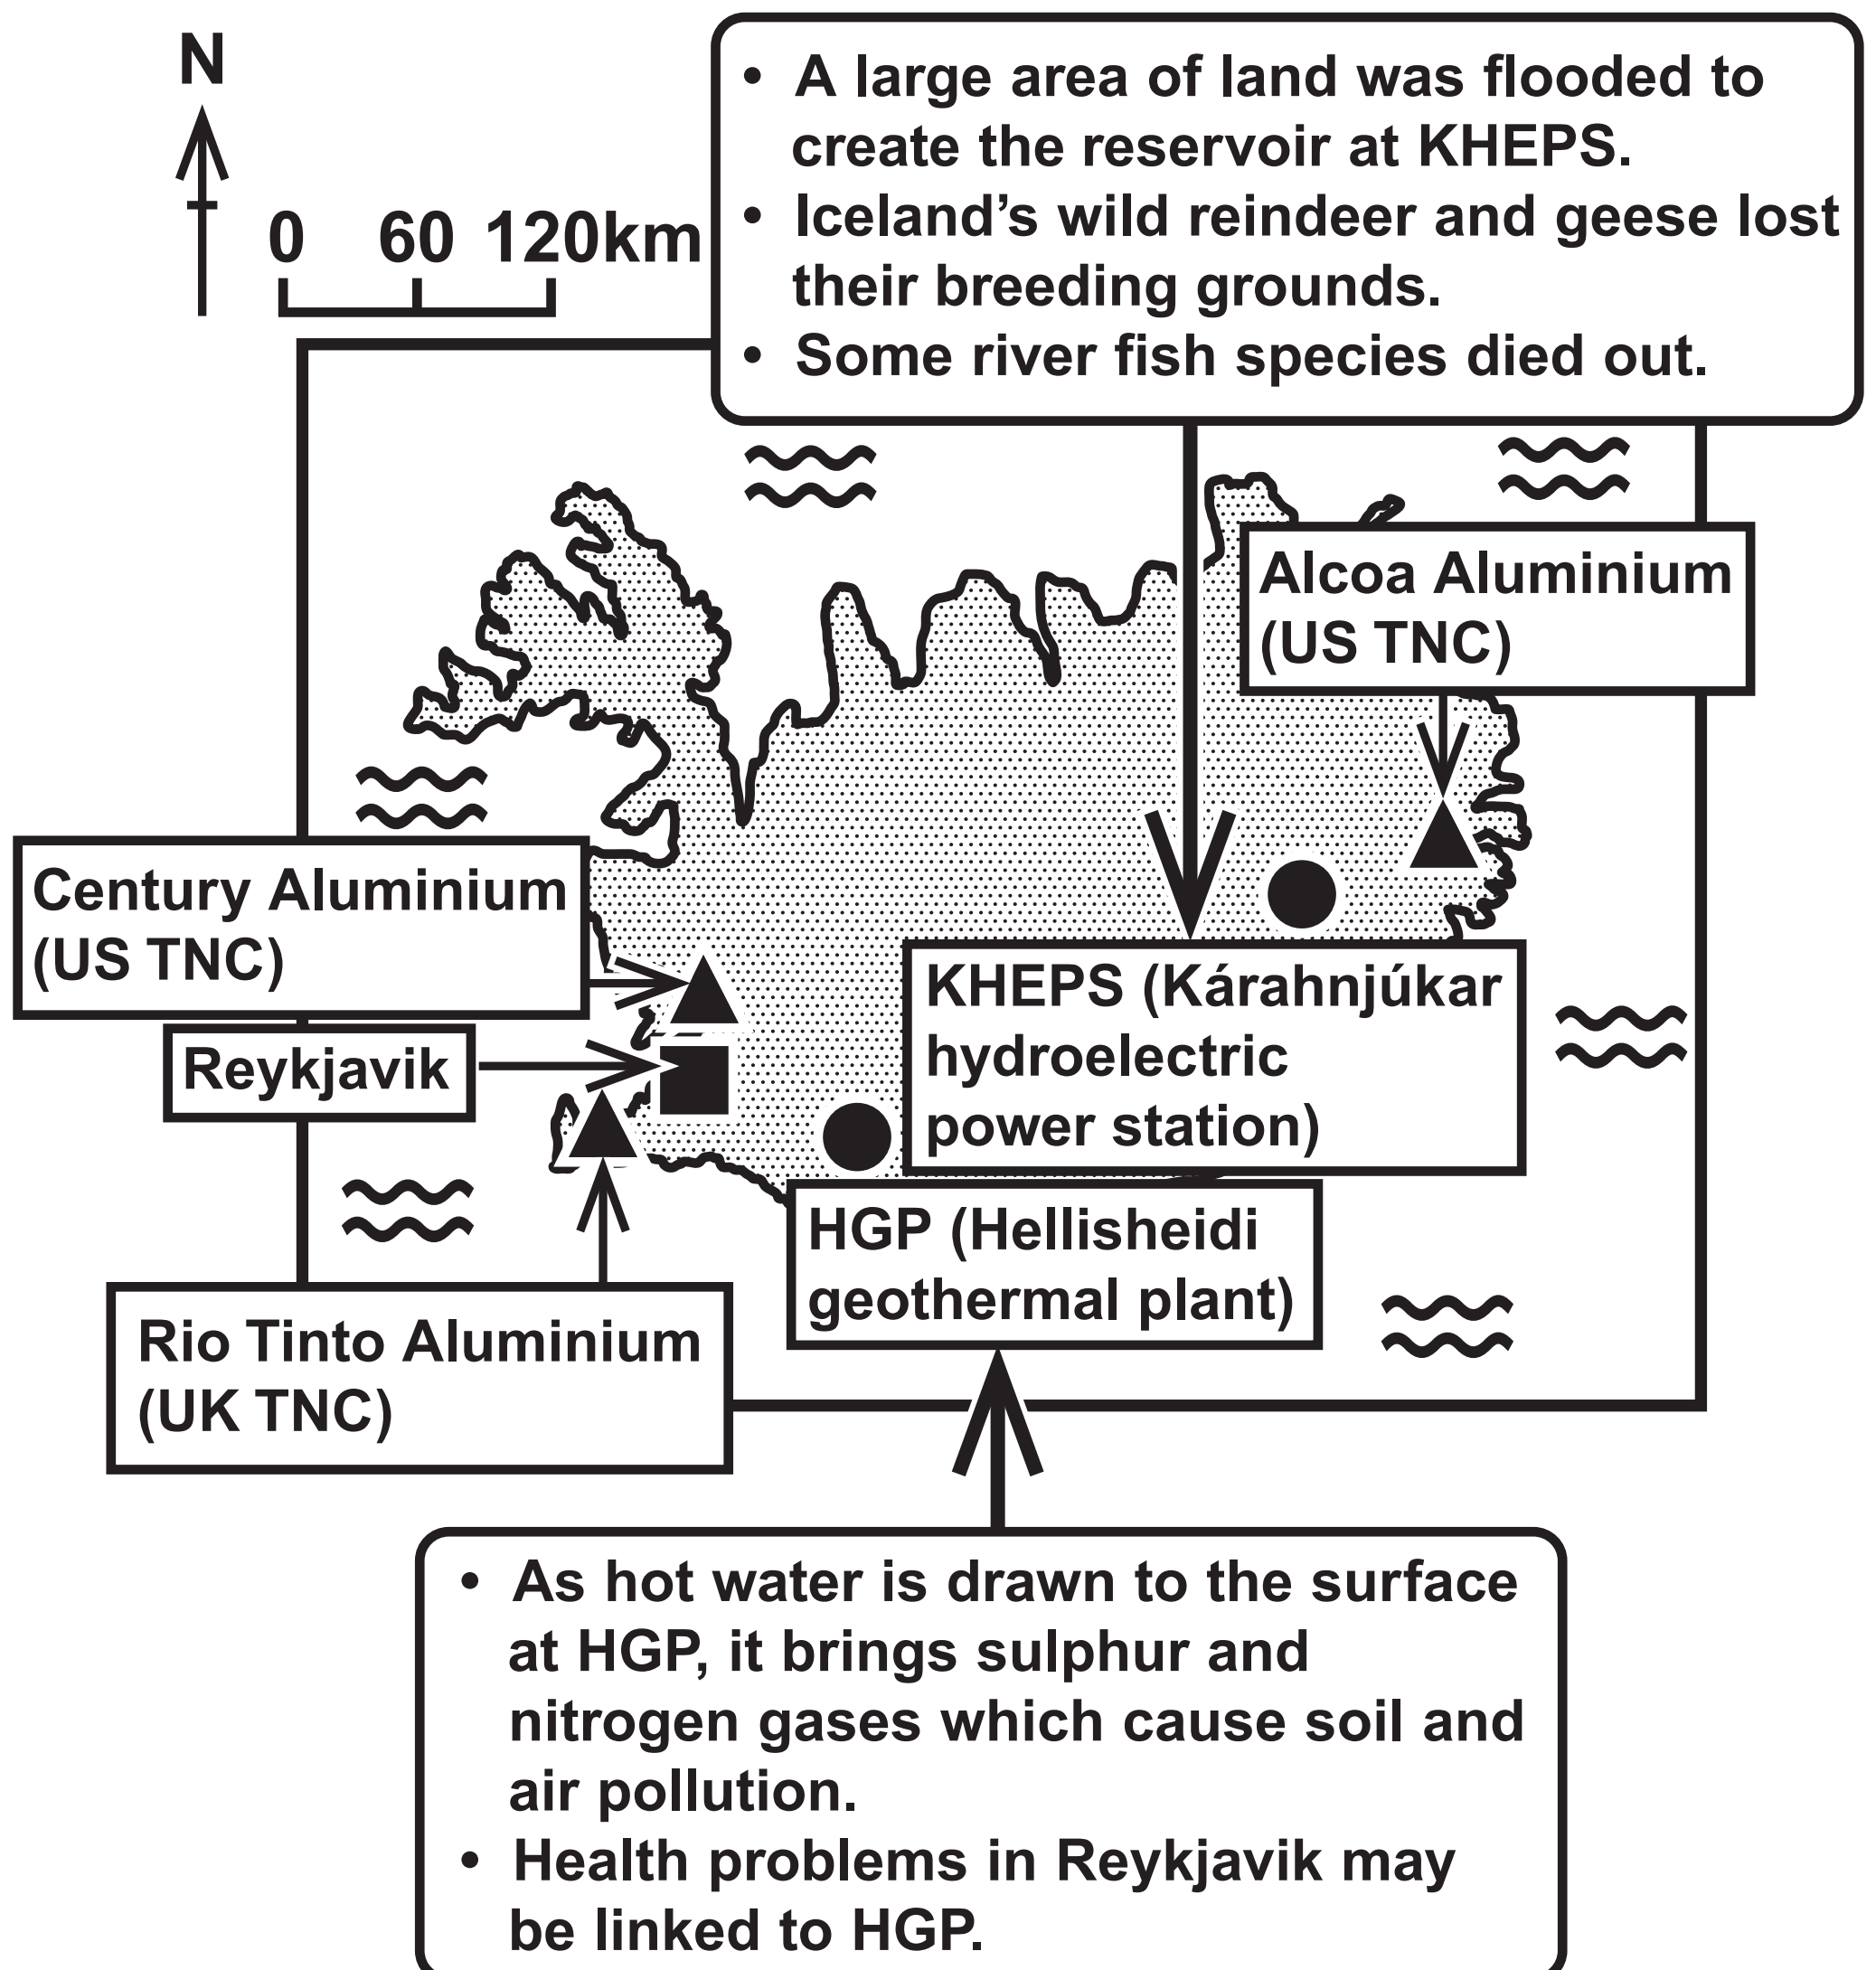 N
0 60 120km
• A large area of land was flooded to
create the reservoir at KHEPS.
• Iceland’s wild reindeer and geese lost
their breeding grounds.
• Some river fish species died out.
Alcoa Aluminium
(US TNC)
Century Aluminium
(US TNC)
Reykjavik
KHEPS (Kárahnjúkar
hydroelectric
power station)
HGP (Hellisheidi
geothermal plant)
Rio Tinto Aluminium
(UK TNC)
• As hot water is drawn to the surface
at HGP, it brings sulphur and
nitrogen gases which cause soil and
air pollution.
• Health problems in Reykjavik may
be linked to HGP.